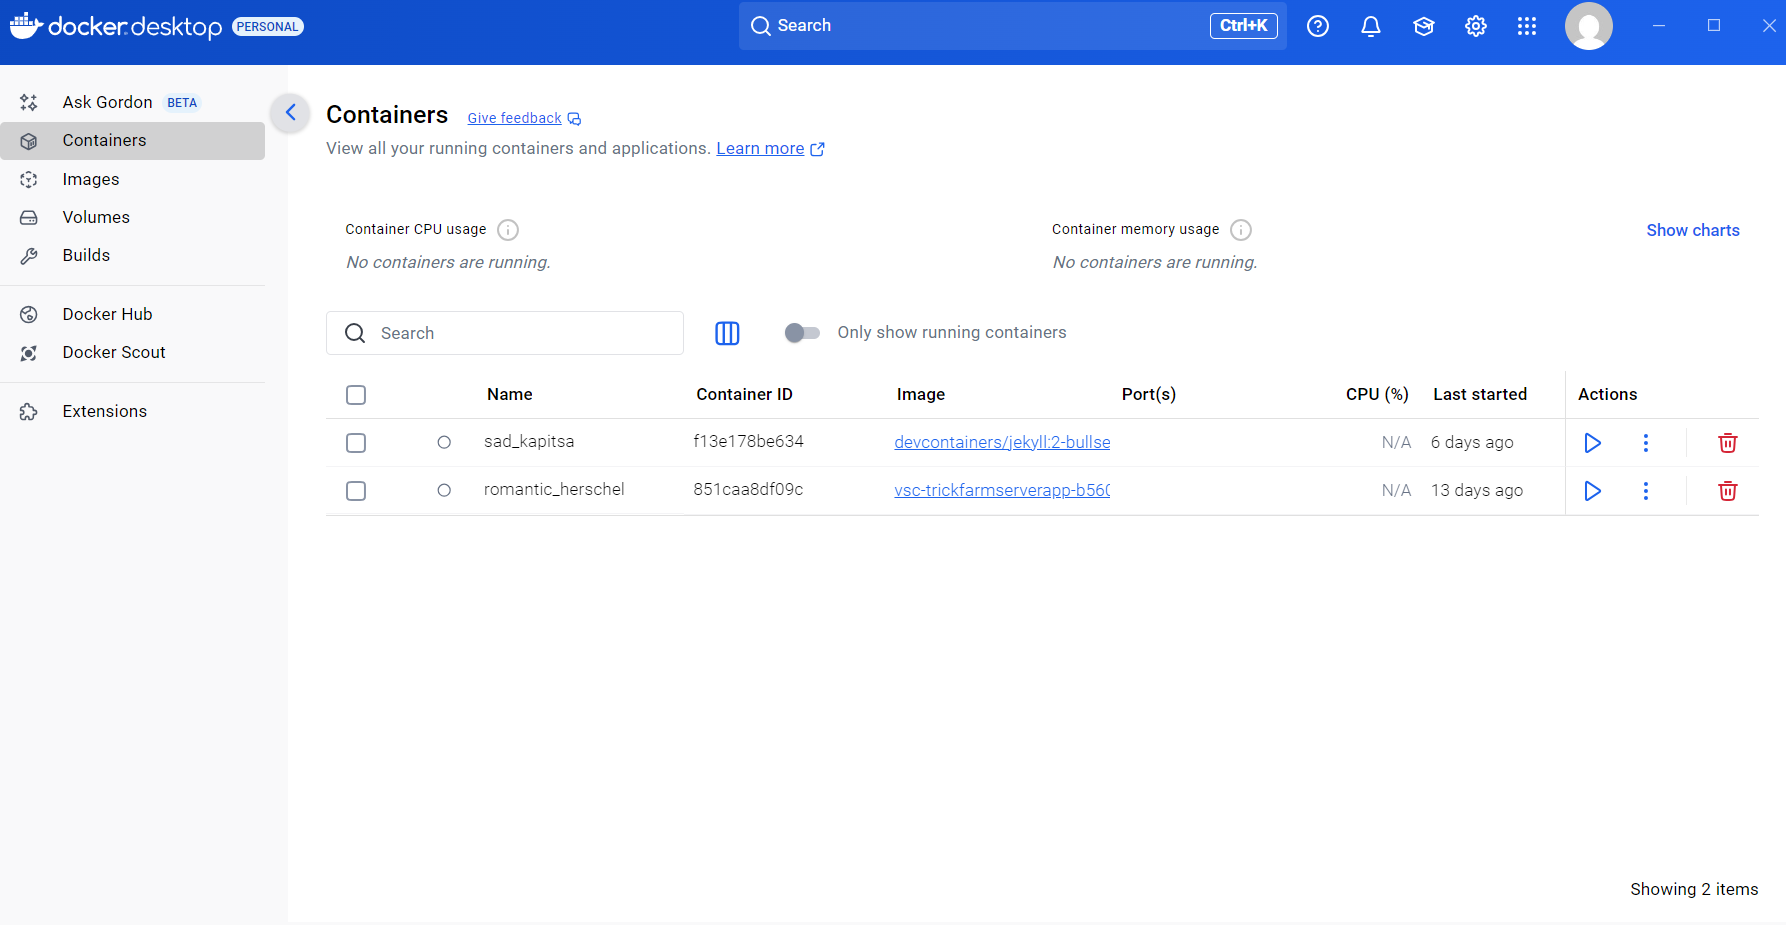 docker.desktop PERSONAL
Search Ctrl+K
Ask Gordon BETA
Containers
Images
Volumes
Builds
Docker Hub
Docker Scout
Extensions
Containers Give feedback
View all your running containers and applications. Learn more
Container CPU usage
No containers are running.
Container memory usage
No containers are running.
Show charts
Search
Only show running containers
Name Container ID Image Port(s) CPU (%) Last started Actions
sad_kapitsa f13e178be634 devcontainers/jekyll:2-bullse N/A 6 days ago
romantic_herschel 851caa8df09c vsc-trickfarmserverapp-b560 N/A 13 days ago
Showing 2 items